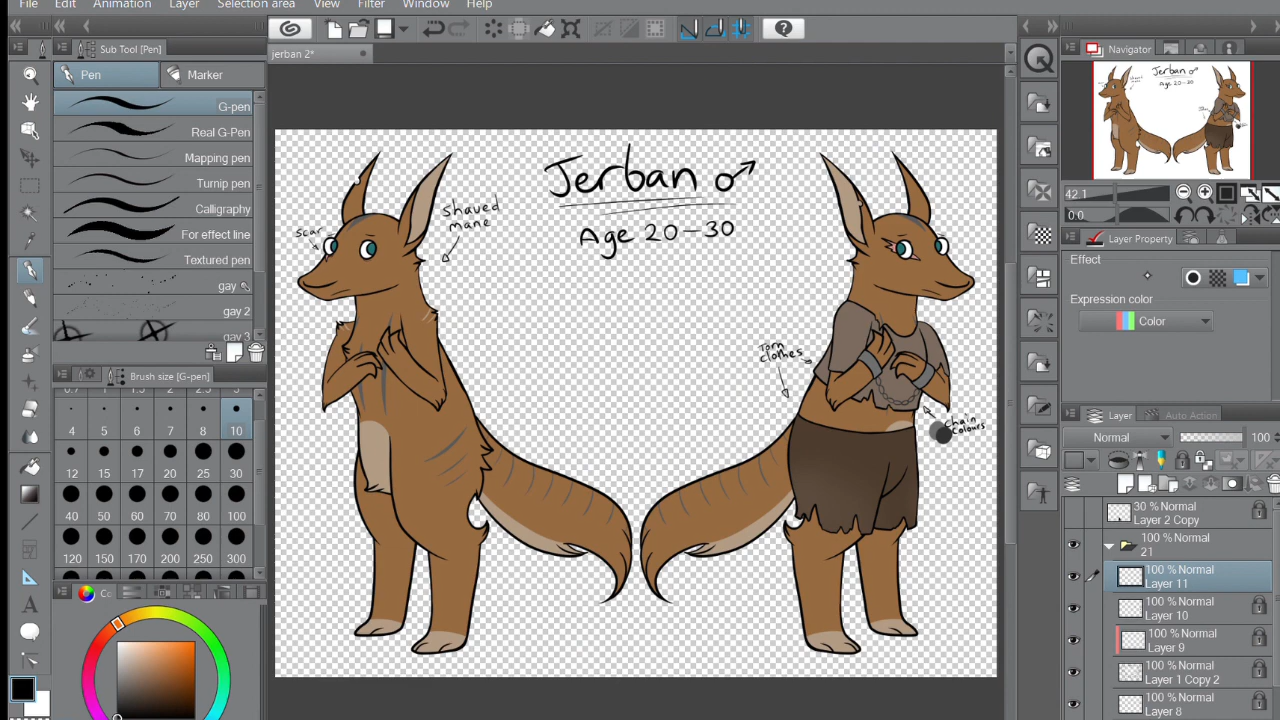 File Edit Animation Layer Selection area View Filter Window Help
Sub Tool [Pen]
jerban 2*
Navigator
Pen Marker
G-pen
Real G-Pen
Mapping pen
Turnip pen
Calligraphy
For effect line
Textured pen
gay
gay 2
gay 3
Brush size [G-pen]
4 5 6 7 8 10
12 15 17 20 25 30
40 50 60 70 80 100
120 150 170 200 250 300
Jerban ♂
Age 20-30
scar
shaved
mane
Torn
clothes
Chain
Colours
42.1
0.0
Layer Property
Effect
Expression color
Color
Layer Auto Action
Normal 100
30 % Normal
Layer 2 Copy
100 % Normal
21
100 % Normal
Layer 11
100 % Normal
Layer 10
100 % Normal
Layer 9
100 % Normal
Layer 1 Copy 2
100 % Normal
Layer 8